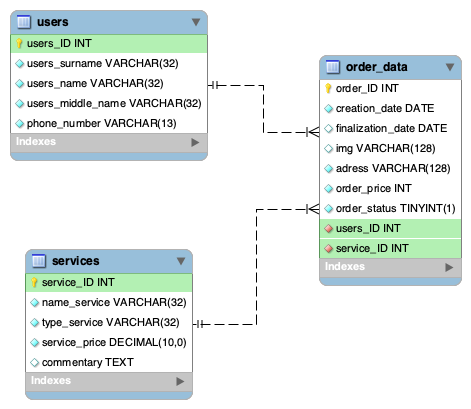 users
users_ID INT
users_surname VARCHAR(32)
users_name VARCHAR(32)
users_middle_name VARCHAR(32)
phone_number VARCHAR(13)
Indexes
order_data
order_ID INT
creation_date DATE
finalization_date DATE
img VARCHAR(128)
adress VARCHAR(128)
order_price INT
order_status TINYINT(1)
users_ID INT
service_ID INT
Indexes
services
service_ID INT
name_service VARCHAR(32)
type_service VARCHAR(32)
service_price DECIMAL(10,0)
commentary TEXT
Indexes